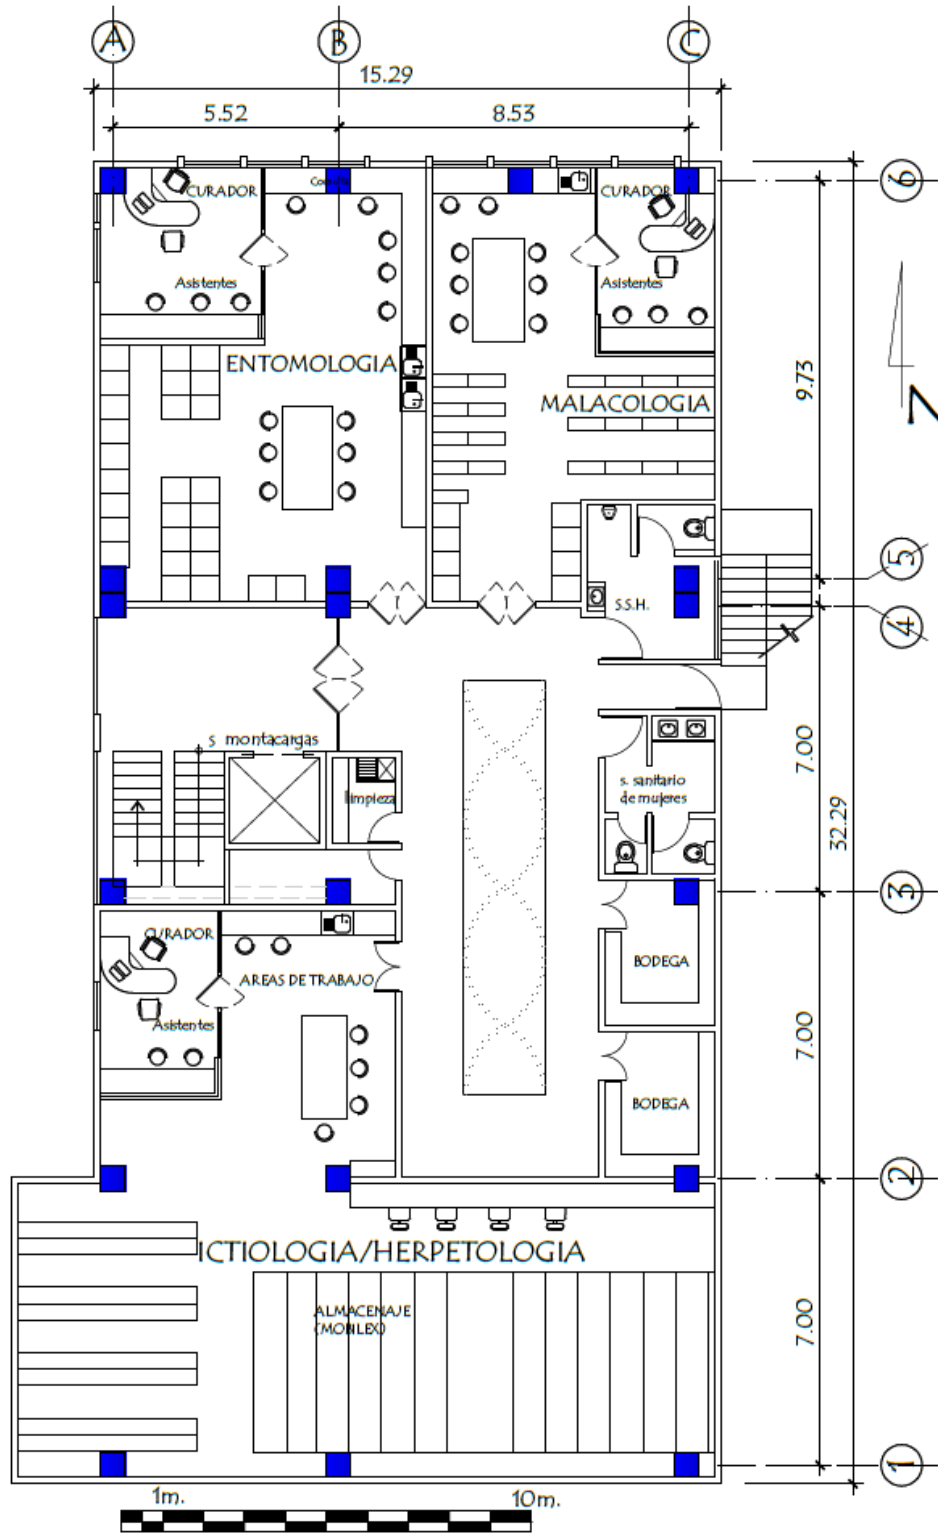 A
B
C
15.29
5.52
8.53
6
CURADOR
CURADOR
Asistentes
Asistentes
N
ENTOMOLOGIA
9.73
MALACOLOGIA
5
S.S.H.
4
S
montacargas
7.00
limpieza
s. sanitario
de mujeres
32.29
3
CURADOR
BODEGA
AREAS DE TRABAJO
Asistentes
7.00
BODEGA
2
ICTIOLOGIA/HERPETOLOGIA
ALMACENAJE
(MOBILEX)
7.00
1
1m.
10m.